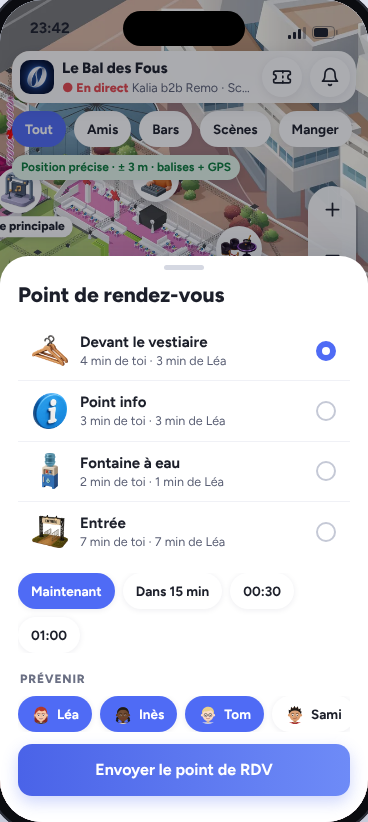 23:42
Le Bal des Fous
En direct Kalia b2b Remo · Sc...
Tout Amis Bars Scènes Manger
Position précise · ± 3 m · balises + GPS
e principale
Point de rendez-vous
Devant le vestiaire
4 min de toi · 3 min de Léa
Point info
3 min de toi · 3 min de Léa
Fontaine à eau
2 min de toi · 1 min de Léa
Entrée
7 min de toi · 7 min de Léa
Maintenant Dans 15 min 00:30
01:00
PRÉVENIR
Léa Inès Tom Sami
Envoyer le point de RDV